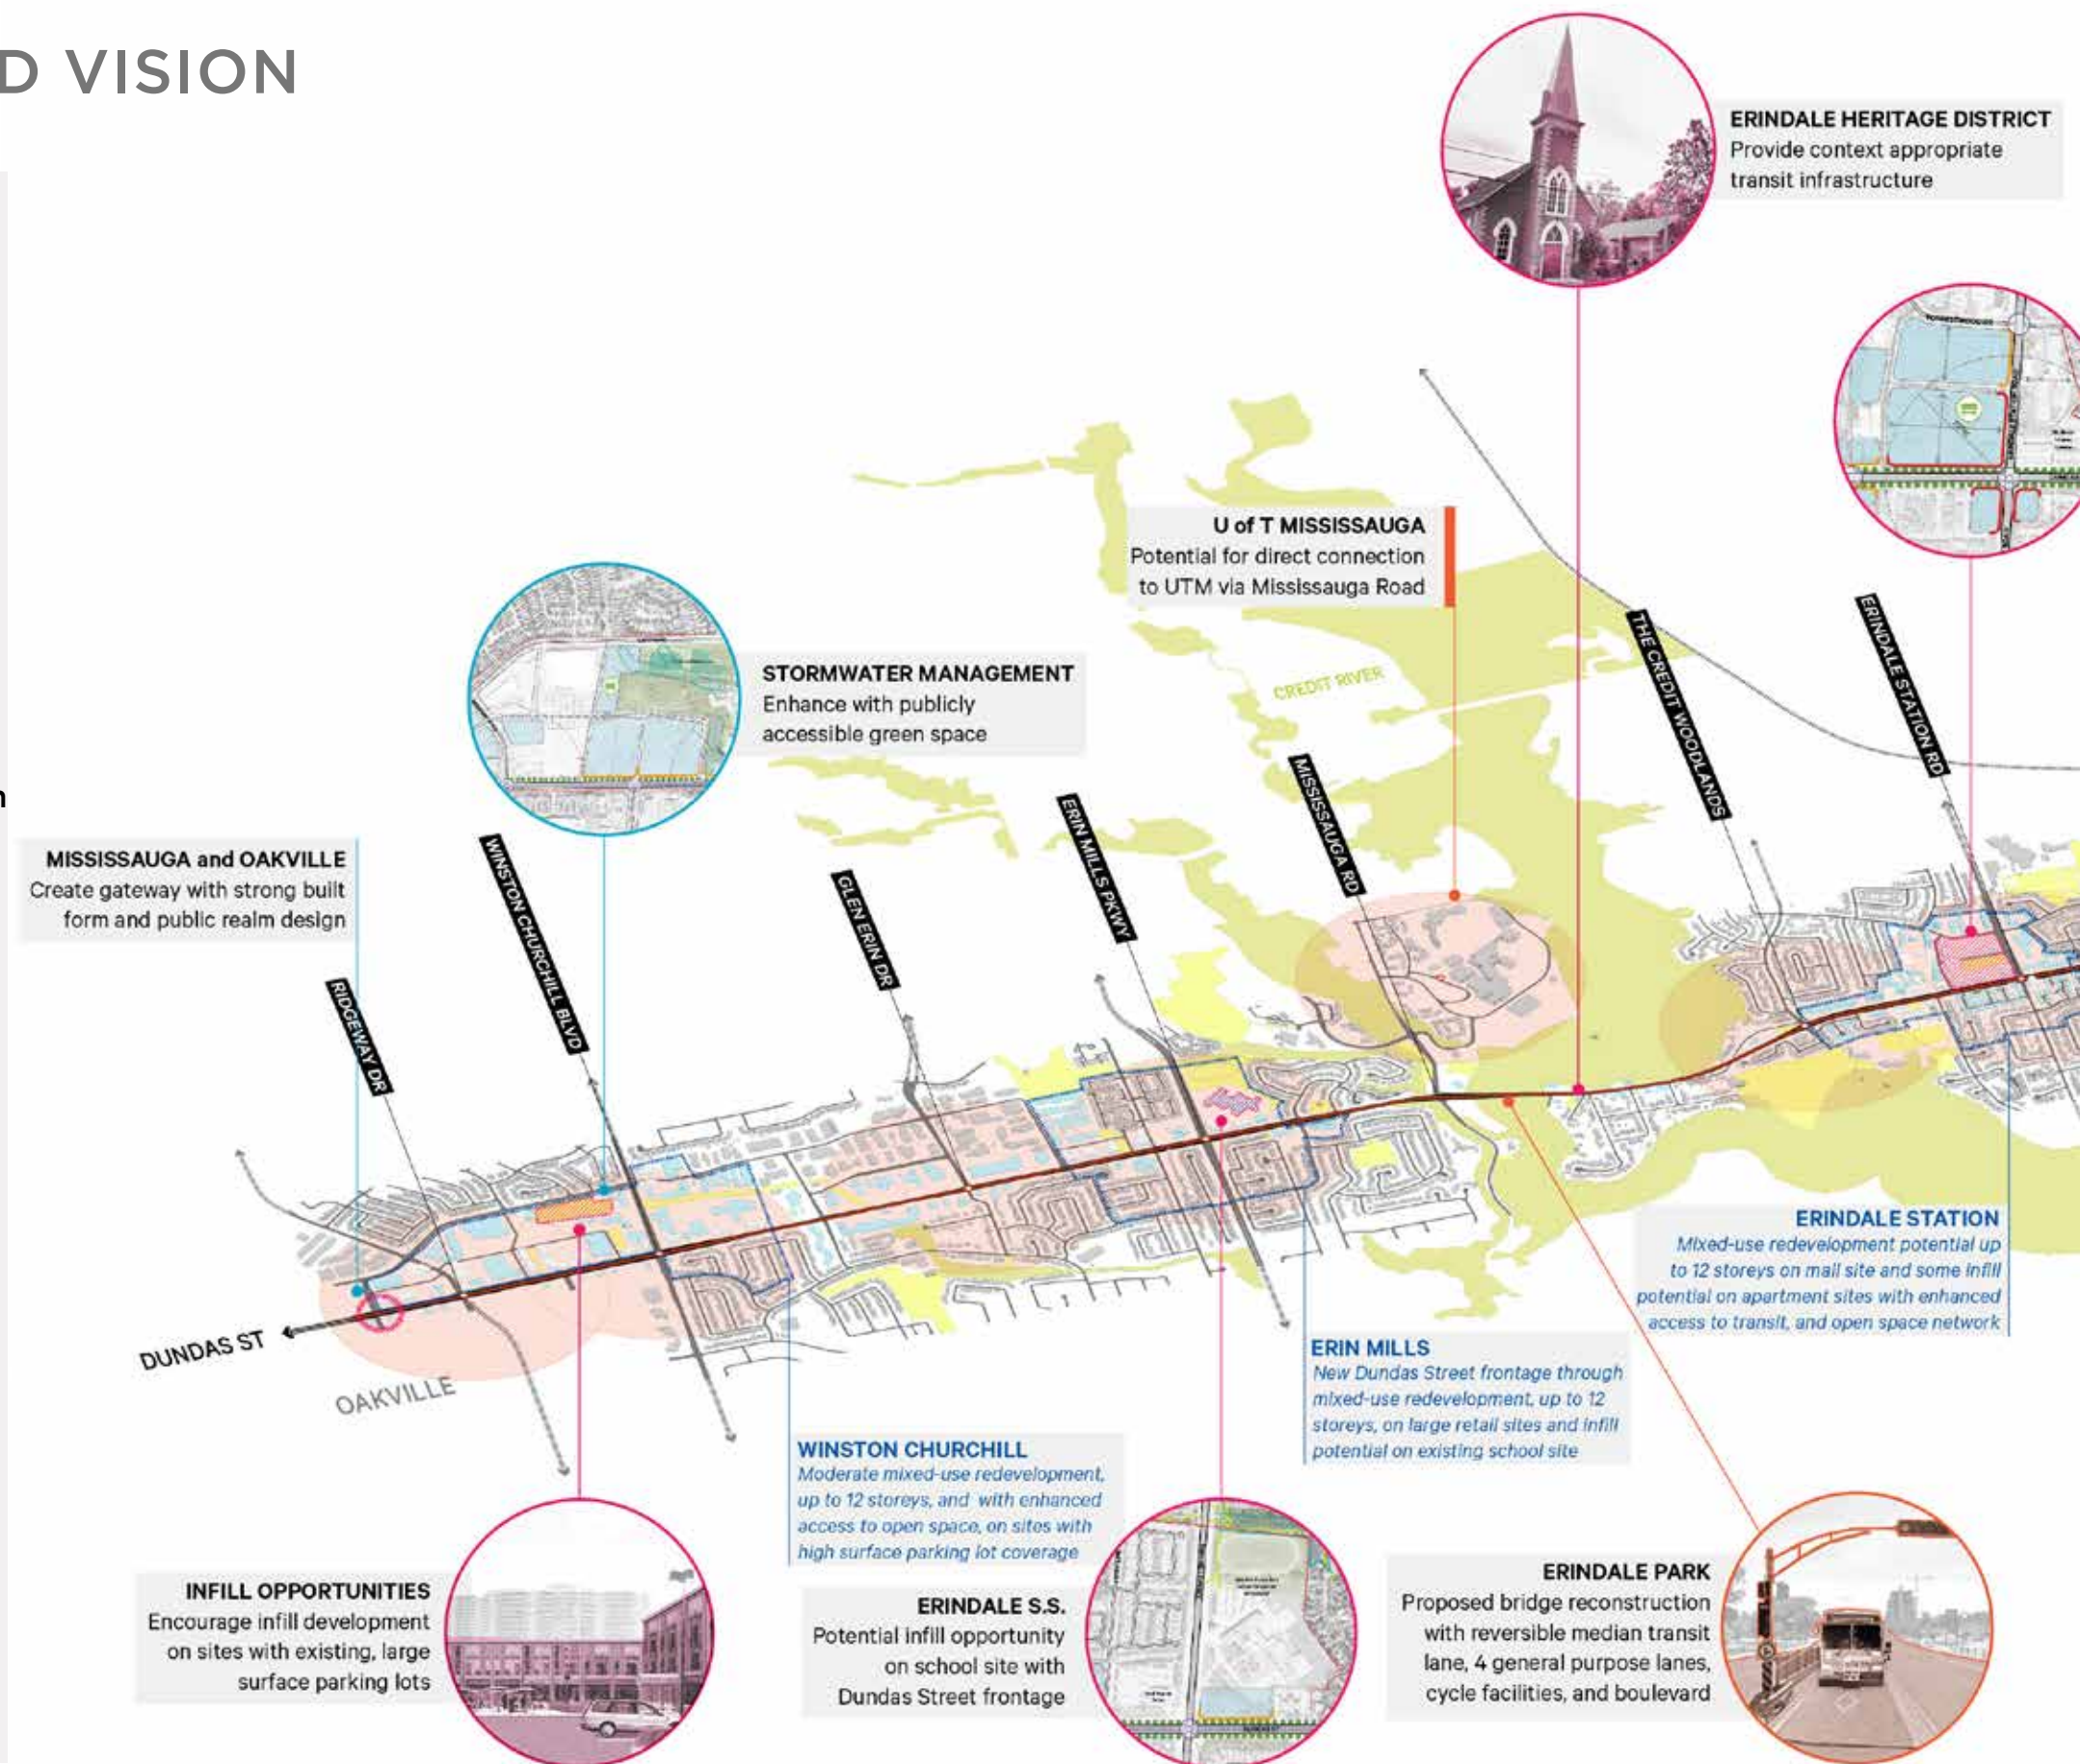 D VISION
ERINDALE HERITAGE DISTRICT
Provide context appropriate
transit infrastructure
U of T MISSISSAUGA
Potential for direct connection
to UTM via Mississauga Road
STORMWATER MANAGEMENT
Enhance with publicly
accessible green space
CREDIT RIVER
MISSISSAUGA and OAKVILLE
Create gateway with strong built
form and public realm design
RIDGEWAY DR
WINSTON CHURCHILL BLVD
GLEN ERIN DR
ERIN MILLS PKWY
MISSISSAUGA RD
THE CREDIT WOODLANDS
ERINDALE STATION RD
DUNDAS ST
OAKVILLE
ERINDALE STATION
Mixed-use redevelopment potential up
to 12 storeys on mall site and some infill
potential on apartment sites with enhanced
access to transit, and open space network
ERIN MILLS
New Dundas Street frontage through
mixed-use redevelopment, up to 12
storeys, on large retail sites and infill
potential on existing school site
WINSTON CHURCHILL
Moderate mixed-use redevelopment,
up to 12 storeys, and with enhanced
access to open space, on sites with
high surface parking lot coverage
INFILL OPPORTUNITIES
Encourage infill development
on sites with existing, large
surface parking lots
ERINDALE S.S.
Potential infill opportunity
on school site with
Dundas Street frontage
ERINDALE PARK
Proposed bridge reconstruction
with reversible median transit
lane, 4 general purpose lanes,
cycle facilities, and boulevard